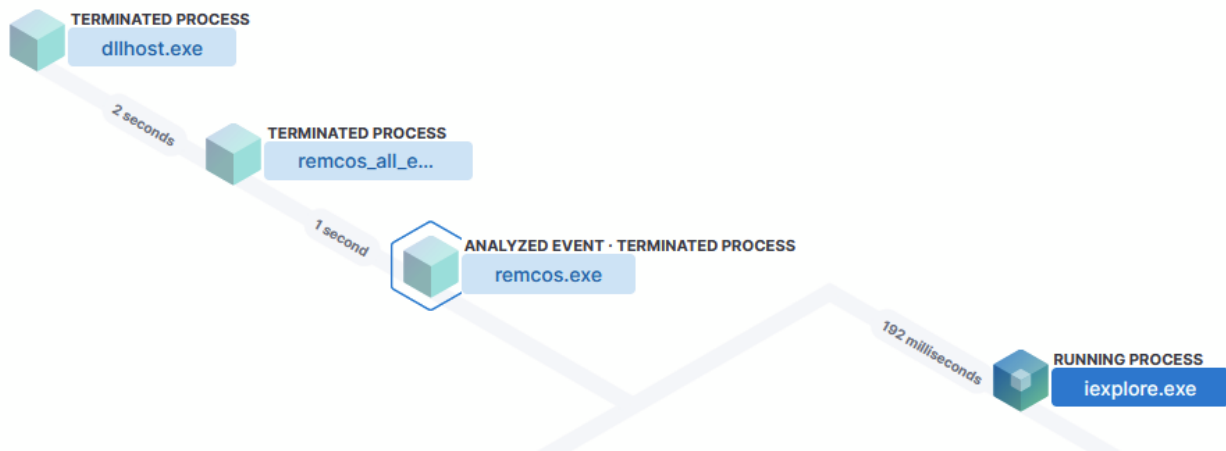 TERMINATED PROCESS
dllhost.exe
2 seconds
TERMINATED PROCESS
remcos_all_e...
1 second
ANALYZED EVENT · TERMINATED PROCESS
remcos.exe
192 milliseconds
RUNNING PROCESS
iexplore.exe